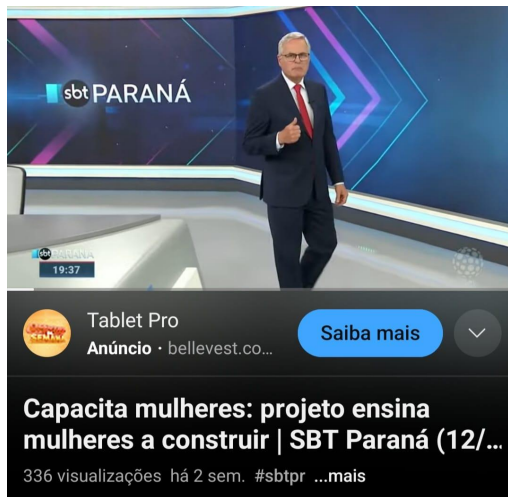 sbt PARANÁ
sbt PARANÁ
19:37
Tablet Pro
Anúncio · bellevest.co...
Saiba mais
Capacita mulheres: projeto ensina
mulheres a construir | SBT Paraná (12/...
336 visualizações há 2 sem. #sbtpr ...mais